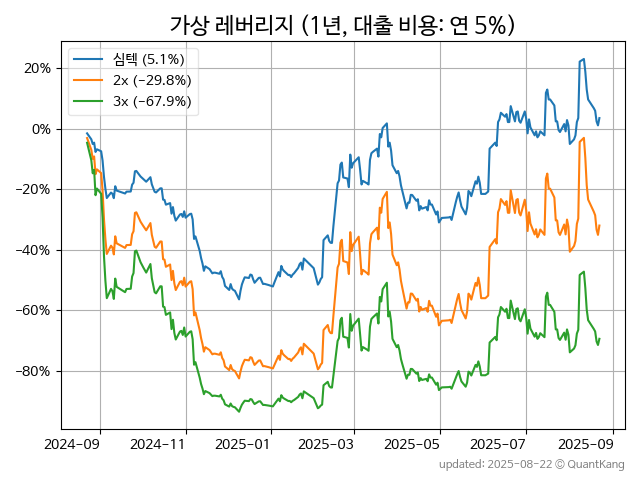 가상 레버리지 (1년, 대출 비용: 연 5%)
심텍 (5.1%)
2x (−29.8%)
3x (−67.9%)
20%
0%
−20%
−40%
−60%
−80%
2024-09
2024-11
2025-01
2025-03
2025-05
2025-07
2025-09
updated: 2025-08-22 ⓒ QuantKang